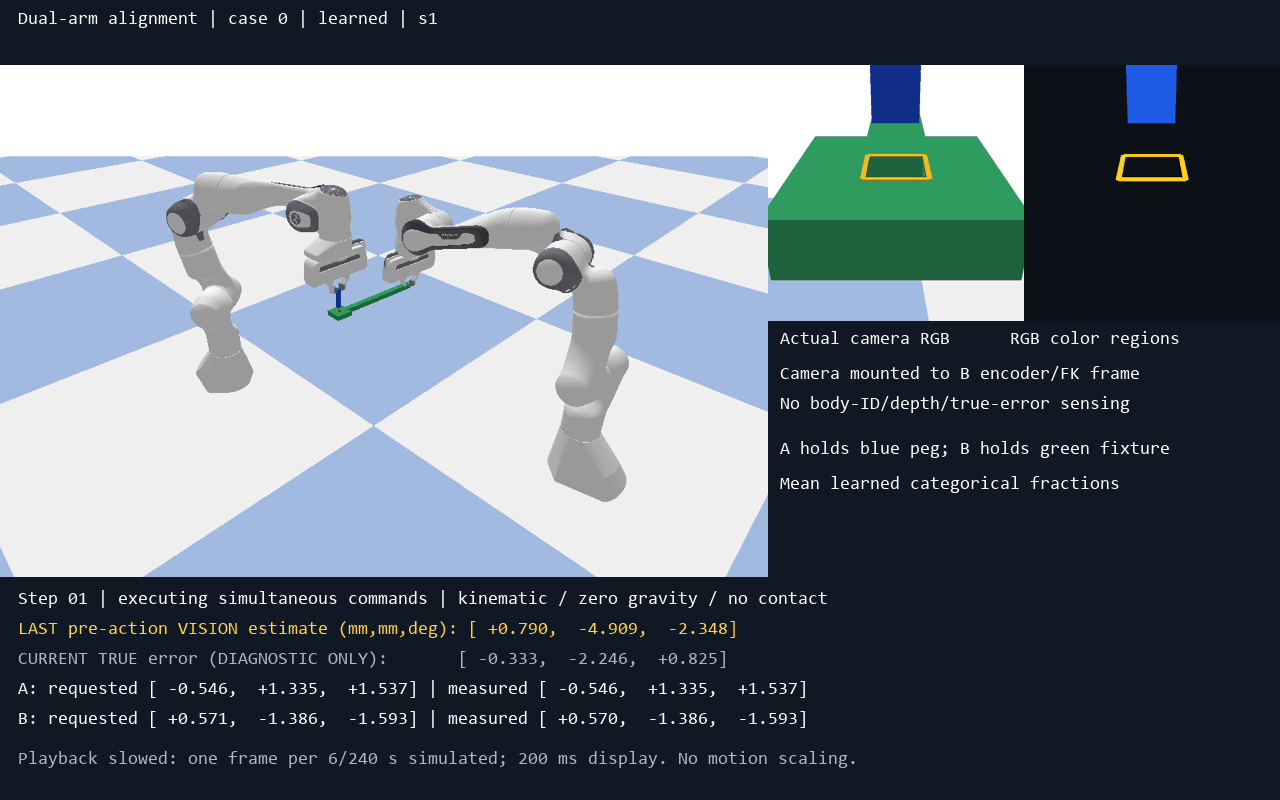 Dual-arm alignment | case 0 | learned | s1
Actual camera RGB      RGB color regions
Camera mounted to B encoder/FK frame
No body-ID/depth/true-error sensing
A holds blue peg; B holds green fixture
Mean learned categorical fractions
Step 01 | executing simultaneous commands | kinematic / zero gravity / no contact
LAST pre-action VISION estimate (mm,mm,deg): [ +0.790,  -4.909,  -2.348]
CURRENT TRUE error (DIAGNOSTIC ONLY):       [ -0.333,  -2.246,  +0.825]
A: requested [ -0.546,  +1.335,  +1.537] | measured [ -0.546,  +1.335,  +1.537]
B: requested [ +0.571,  -1.386,  -1.593] | measured [ +0.570,  -1.386,  -1.593]
Playback slowed: one frame per 6/240 s simulated; 200 ms display. No motion scaling.